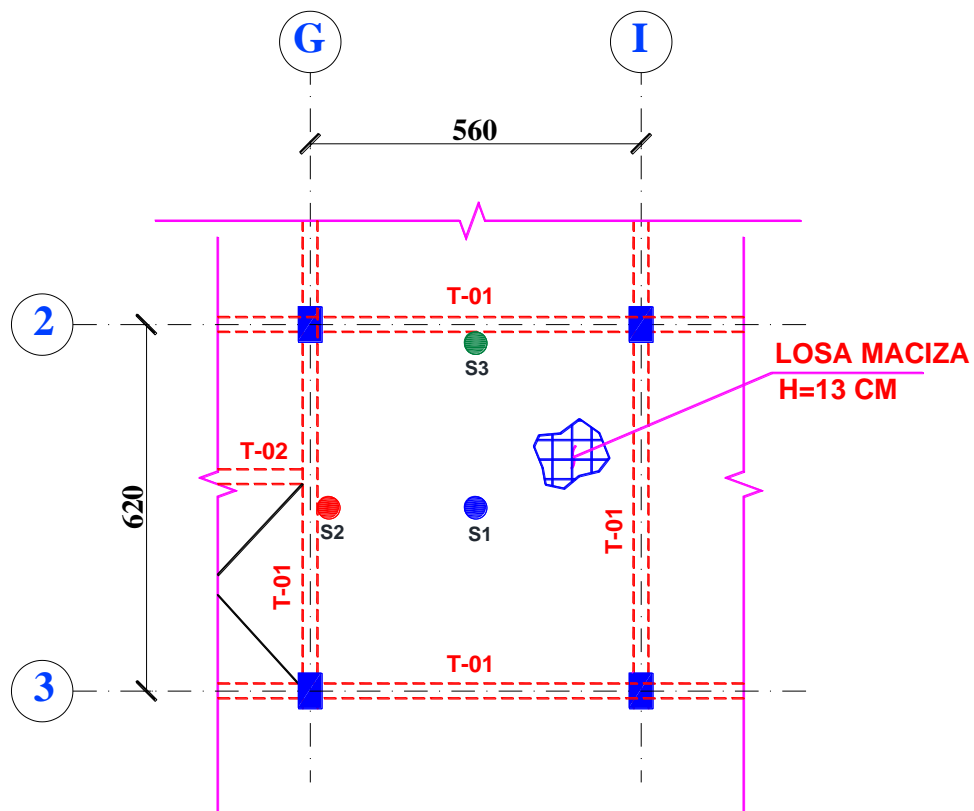 G
I
560
T-01
2
S3
LOSA MACIZA
H=13 CM
T-02
620
S2
S1
T-01
T-01
T-01
3